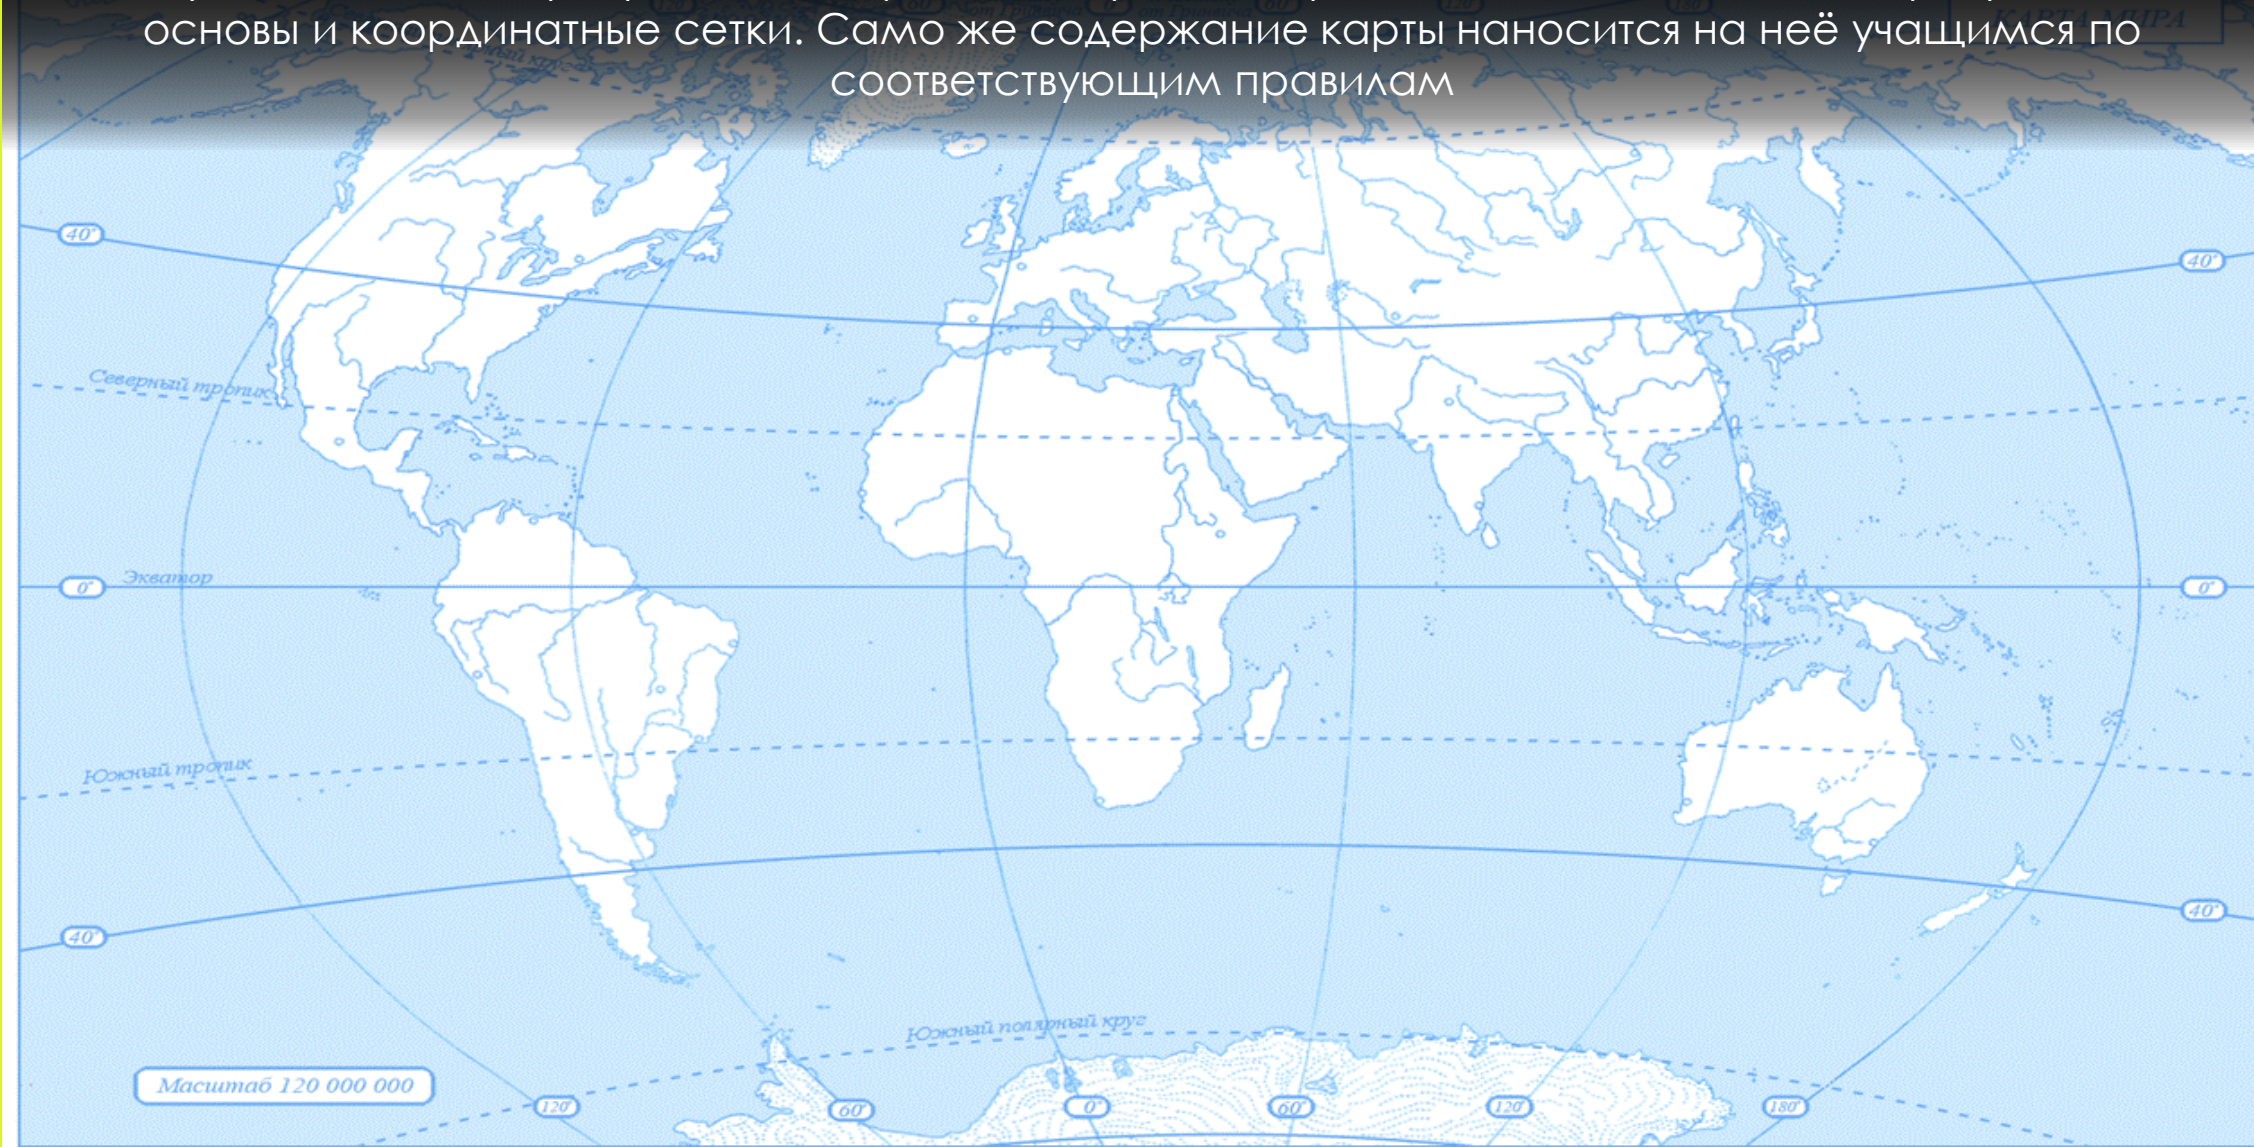 основы и координатные сетки. Само же содержание карты наносится на неё учащимся по
соответствующим правилам
КАРТА МИРА
40°
40°
Северный тропик
0°
Экватор
0°
Южный тропик
40°
40°
Южный полярный круг
Масштаб 120 000 000
120°
60°
0°
60°
120°
180°